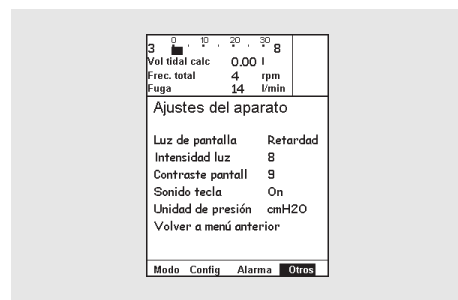 0 10 20 30
3 8
Vol tidal calc 0.00 l
Frec. total 4 rpm
Fuga 14 l/min
Ajustes del aparato
Luz de pantalla Retardad
Intensidad luz 8
Contraste pantall 9
Sonido tecla On
Unidad de presión cmH2O
Volver a menú anterior
Modo Config Alarma Otros